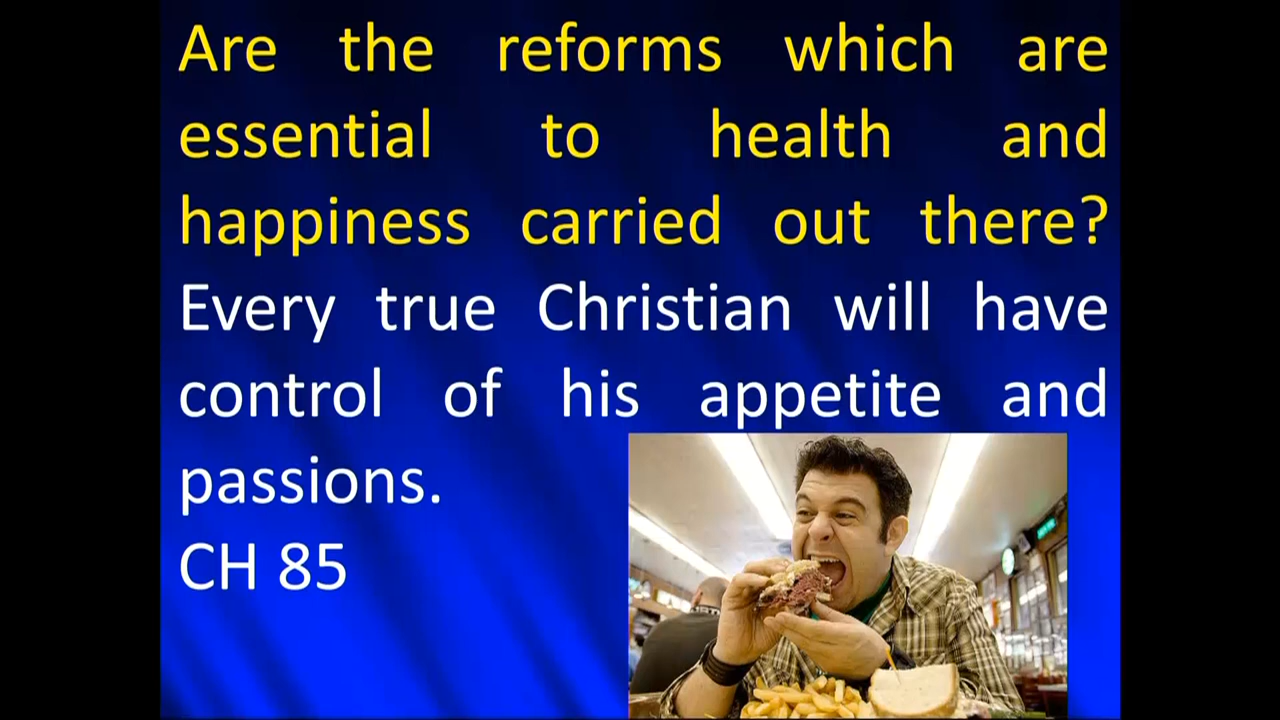 Are the reforms which are
essential to health and
happiness carried out there?
Every true Christian will have
control of his appetite and
passions.
CH 85